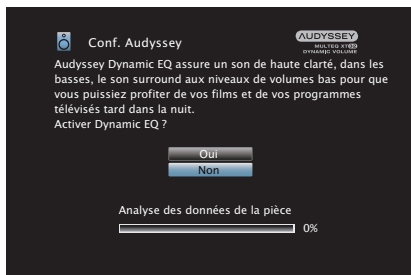 Conf. Audyssey
AUDYSSEY
MULTEQ XT32
DYNAMIC VOLUME
Audyssey Dynamic EQ assure un son de haute clarté, dans les
basses, le son surround aux niveaux de volumes bas pour que
vous puissiez profiter de vos films et de vos programmes
télévisés tard dans la nuit.
Activer Dynamic EQ ?
Oui
Non
Analyse des données de la pièce
0%